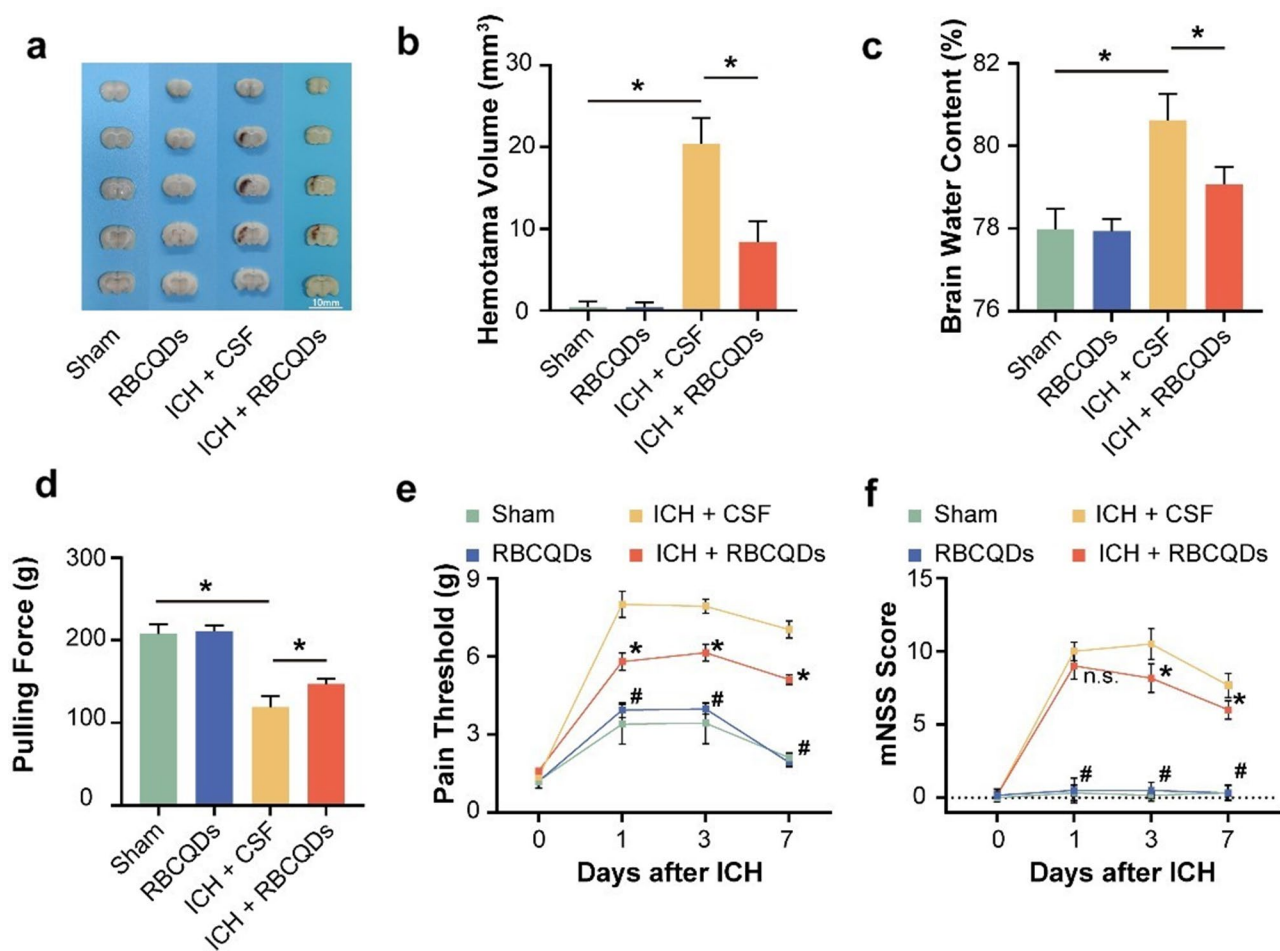 a
10mm
Sham
RBCQDs
ICH + CSF
ICH + RBCQDs
b
Hemotama Volume (mm³)
30
20
10
0
*
*
Sham
RBCQDs
ICH + CSF
ICH + RBCQDs
c
Brain Water Content (%)
82
80
78
76
*
*
Sham
RBCQDs
ICH + CSF
ICH + RBCQDs
d
Pulling Force (g)
300
200
100
0
*
*
Sham
RBCQDs
ICH + CSF
ICH + RBCQDs
e
Sham
ICH + CSF
RBCQDs
ICH + RBCQDs
Pain Threshold (g)
9
6
3
0
*
*
*
#
#
#
0 1 3 7
Days after ICH
f
Sham
ICH + CSF
RBCQDs
ICH + RBCQDs
mNSS Score
15
10
5
0
n.s.
*
*
#
#
#
0 1 3 7
Days after ICH